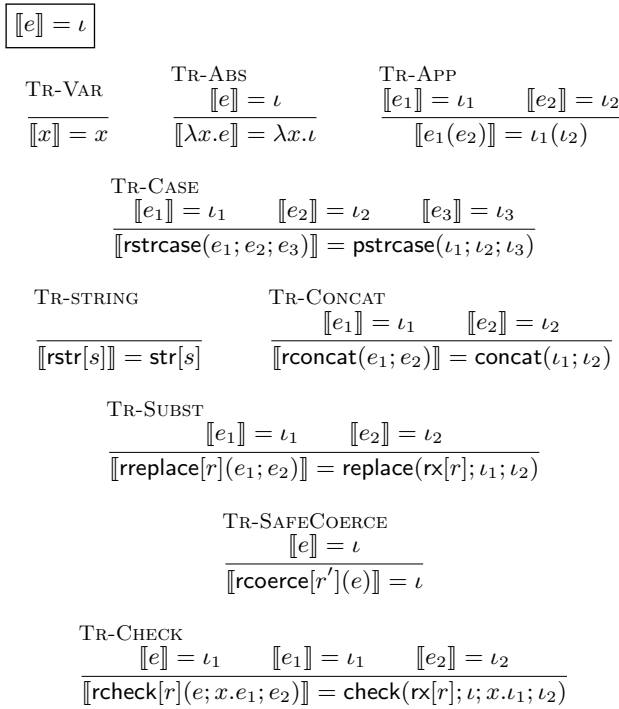 ⟦e⟧ = ι
TR-VAR TR-ABS TR-APP
⟦e⟧ = ι ⟦e₁⟧ = ι₁ ⟦e₂⟧ = ι₂
⟦x⟧ = x ⟦λx.e⟧ = λx.ι ⟦e₁(e₂)⟧ = ι₁(ι₂)
TR-CASE
⟦e₁⟧ = ι₁ ⟦e₂⟧ = ι₂ ⟦e₃⟧ = ι₃
⟦rstrcase(e₁; e₂; e₃)⟧ = pstrcase(ι₁; ι₂; ι₃)
TR-STRING TR-CONCAT
⟦e₁⟧ = ι₁ ⟦e₂⟧ = ι₂
⟦rstr[s]⟧ = str[s] ⟦rconcat(e₁; e₂)⟧ = concat(ι₁; ι₂)
TR-SUBST
⟦e₁⟧ = ι₁ ⟦e₂⟧ = ι₂
⟦rreplace[r](e₁; e₂)⟧ = replace(rx[r]; ι₁; ι₂)
TR-SAFECOERCE
⟦e⟧ = ι
⟦rcoerce[r′](e)⟧ = ι
TR-CHECK
⟦e⟧ = ι₁ ⟦e₁⟧ = ι₁ ⟦e₂⟧ = ι₂
⟦rcheck[r](e; x.e₁; e₂)⟧ = check(rx[r]; ι; x.ι₁; ι₂)